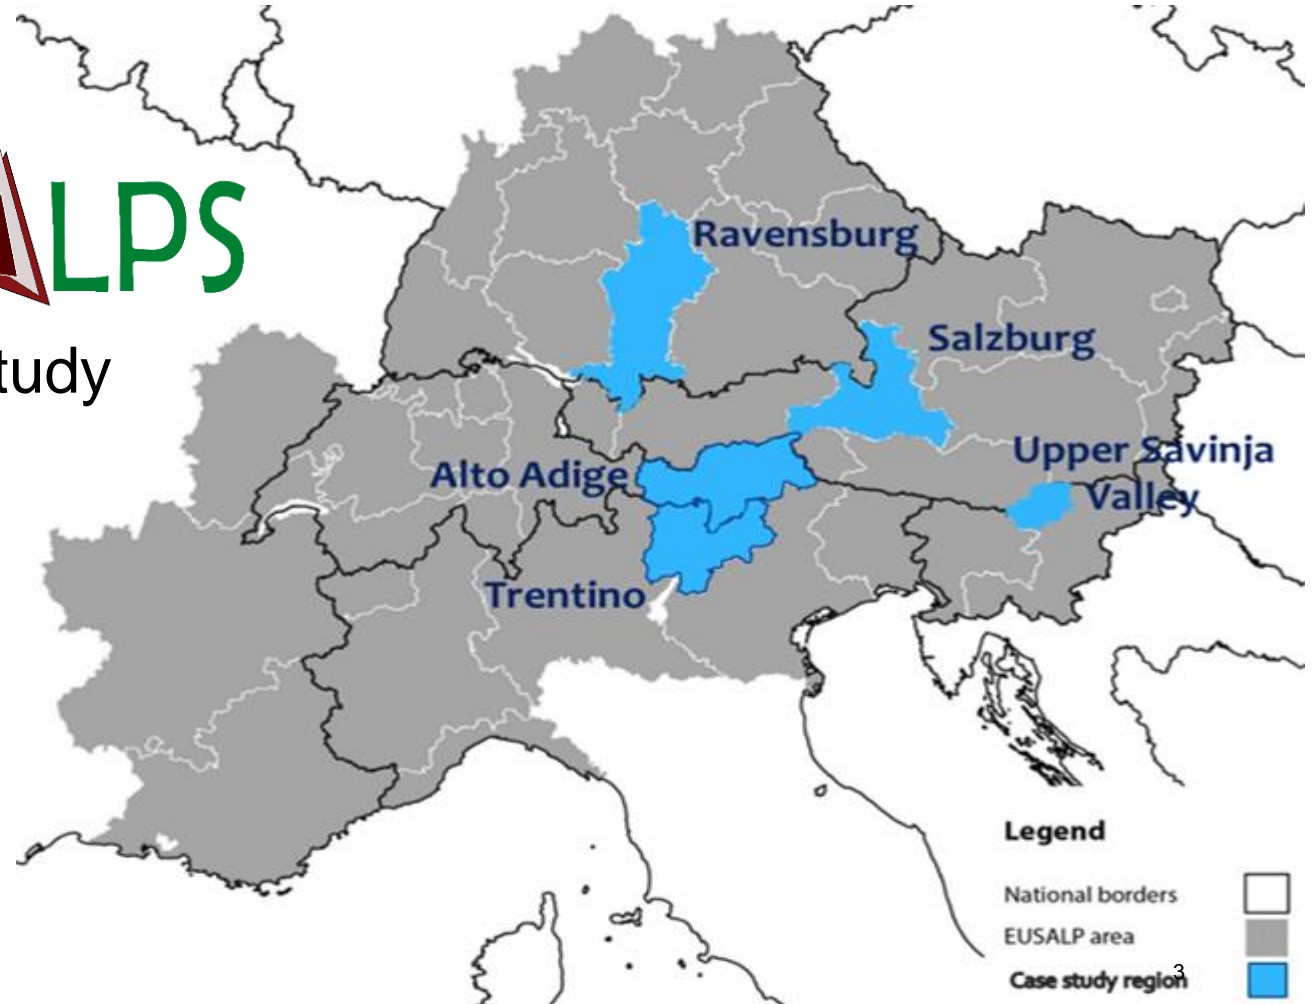 LPS
tudy
Ravensburg
Salzburg
Upper Savinja
Valley
Alto Adige
Trentino
Legend
National borders
EUSALP area
Case study region
3